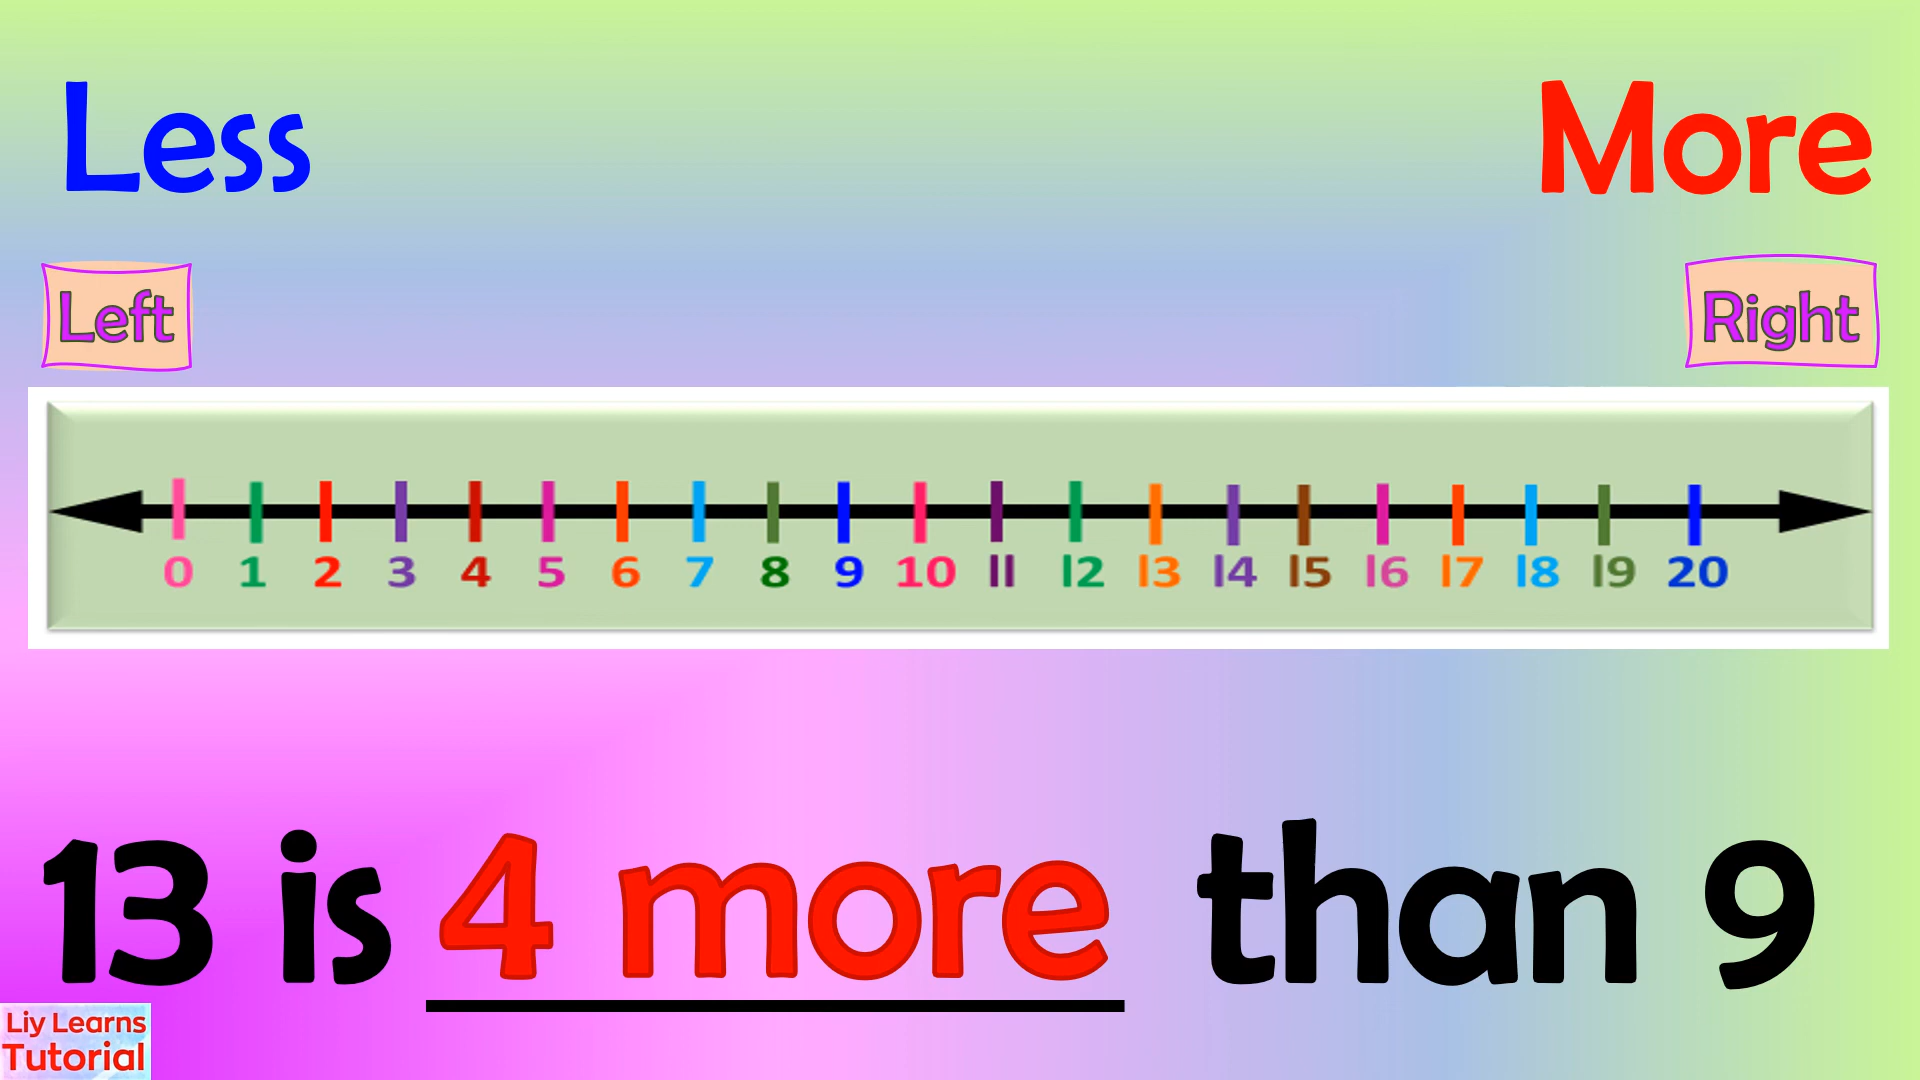 Less More
Left Right
0 1 2 3 4 5 6 7 8 9 10 11 12 13 14 15 16 17 18 19 20
13 is 4 more than 9
Liy Learns
Tutorial